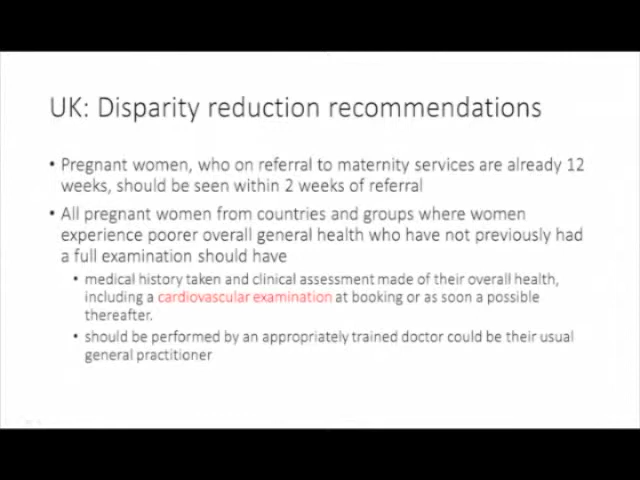 UK: Disparity reduction recommendations
• Pregnant women, who on referral to maternity services are already 12
weeks, should be seen within 2 weeks of referral
• All pregnant women from countries and groups where women
experience poorer overall general health who have not previously had
a full examination should have
• medical history taken and clinical assessment made of their overall health,
including a cardiovascular examination at booking or as soon a possible
thereafter.
• should be performed by an appropriately trained doctor could be their usual
general practitioner